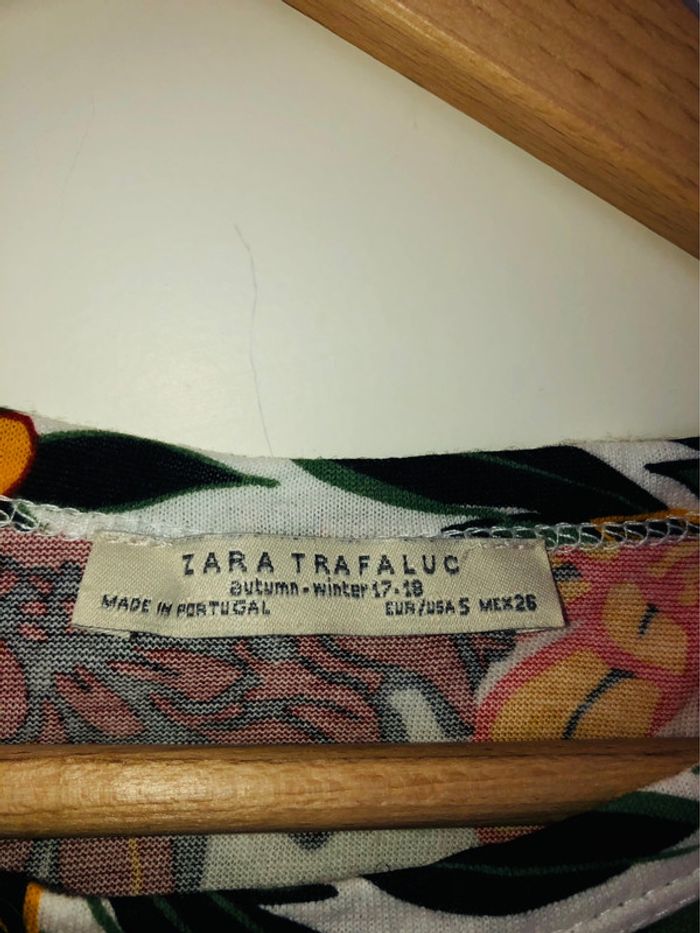 ZARA TRAFALUC
autumn-winter 17-18
MADE IN PORTUGAL EUR/USA S MEX 26